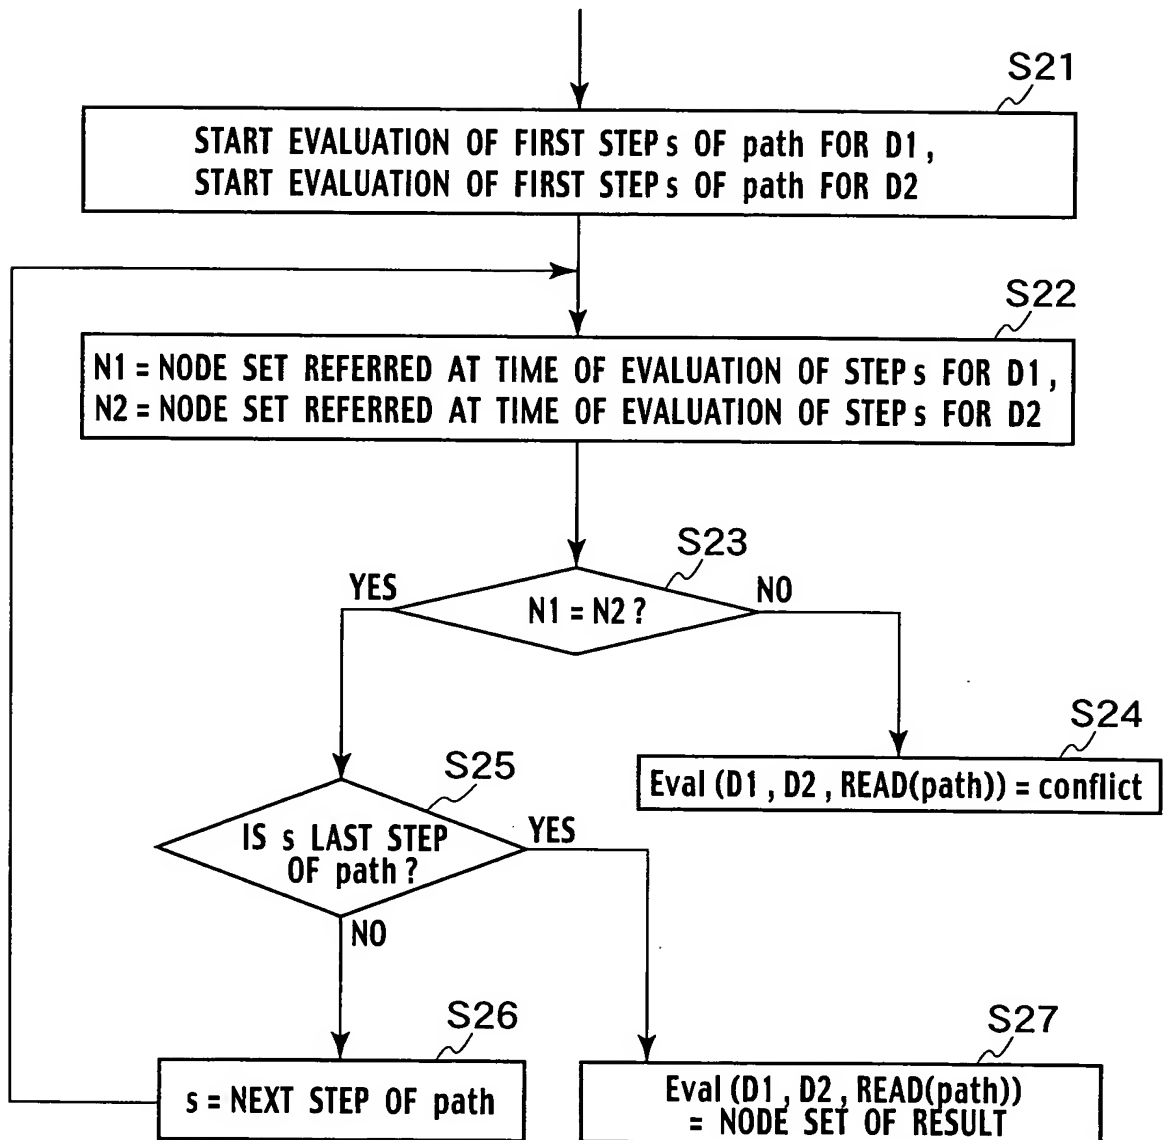 S21
START EVALUATION OF FIRST STEP s OF path FOR D1,
START EVALUATION OF FIRST STEP s OF path FOR D2
S22
N1 = NODE SET REFERRED AT TIME OF EVALUATION OF STEP s FOR D1,
N2 = NODE SET REFERRED AT TIME OF EVALUATION OF STEP s FOR D2
S23
YES
NO
N1 = N2 ?
S24
Eval (D1 , D2 , READ(path)) = conflict
S25
IS s LAST STEP
OF path ?
YES
NO
S26
s = NEXT STEP OF path
S27
Eval (D1 , D2 , READ(path))
= NODE SET OF RESULT